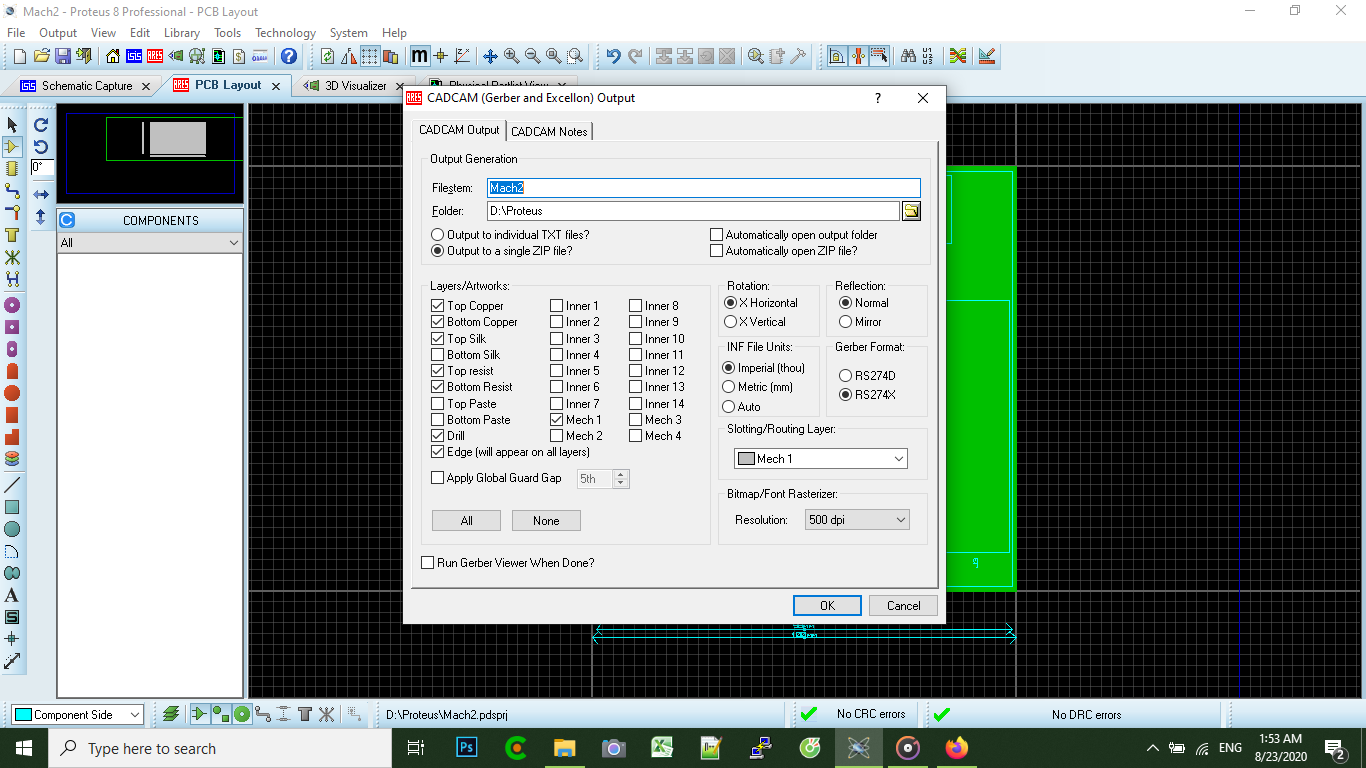 Mach2 - Proteus 8 Professional - PCB Layout
File Output View Edit Library Tools Technology System Help
Schematic Capture PCB Layout 3D Visualizer
CADCAM (Gerber and Excellon) Output
CADCAM Output CADCAM Notes
Output Generation
Filestem: Mach2
Folder: D:\Proteus
Output to individual TXT files? Automatically open output folder
Output to a single ZIP file? Automatically open ZIP file?
0°
COMPONENTS
All
Layers/Artworks:
Top Copper Inner 1 Inner 8
Bottom Copper Inner 2 Inner 9
Top Silk Inner 3 Inner 10
Bottom Silk Inner 4 Inner 11
Top resist Inner 5 Inner 12
Bottom Resist Inner 6 Inner 13
Top Paste Inner 7 Inner 14
Bottom Paste Mech 1 Mech 3
Drill Mech 2 Mech 4
Edge (will appear on all layers)
Apply Global Guard Gap 5th
All None
Rotation:
X Horizontal
X Vertical
Reflection:
Normal
Mirror
INF File Units:
Imperial (thou)
Metric (mm)
Auto
Gerber Format:
RS274D
RS274X
Slotting/Routing Layer:
Mech 1
Bitmap/Font Rasterizer:
Resolution: 500 dpi
Run Gerber Viewer When Done?
OK Cancel
Component Side D:\Proteus\Mach2.pdsprj No CRC errors No DRC errors
Type here to search
ENG
1:53 AM
8/23/2020
2